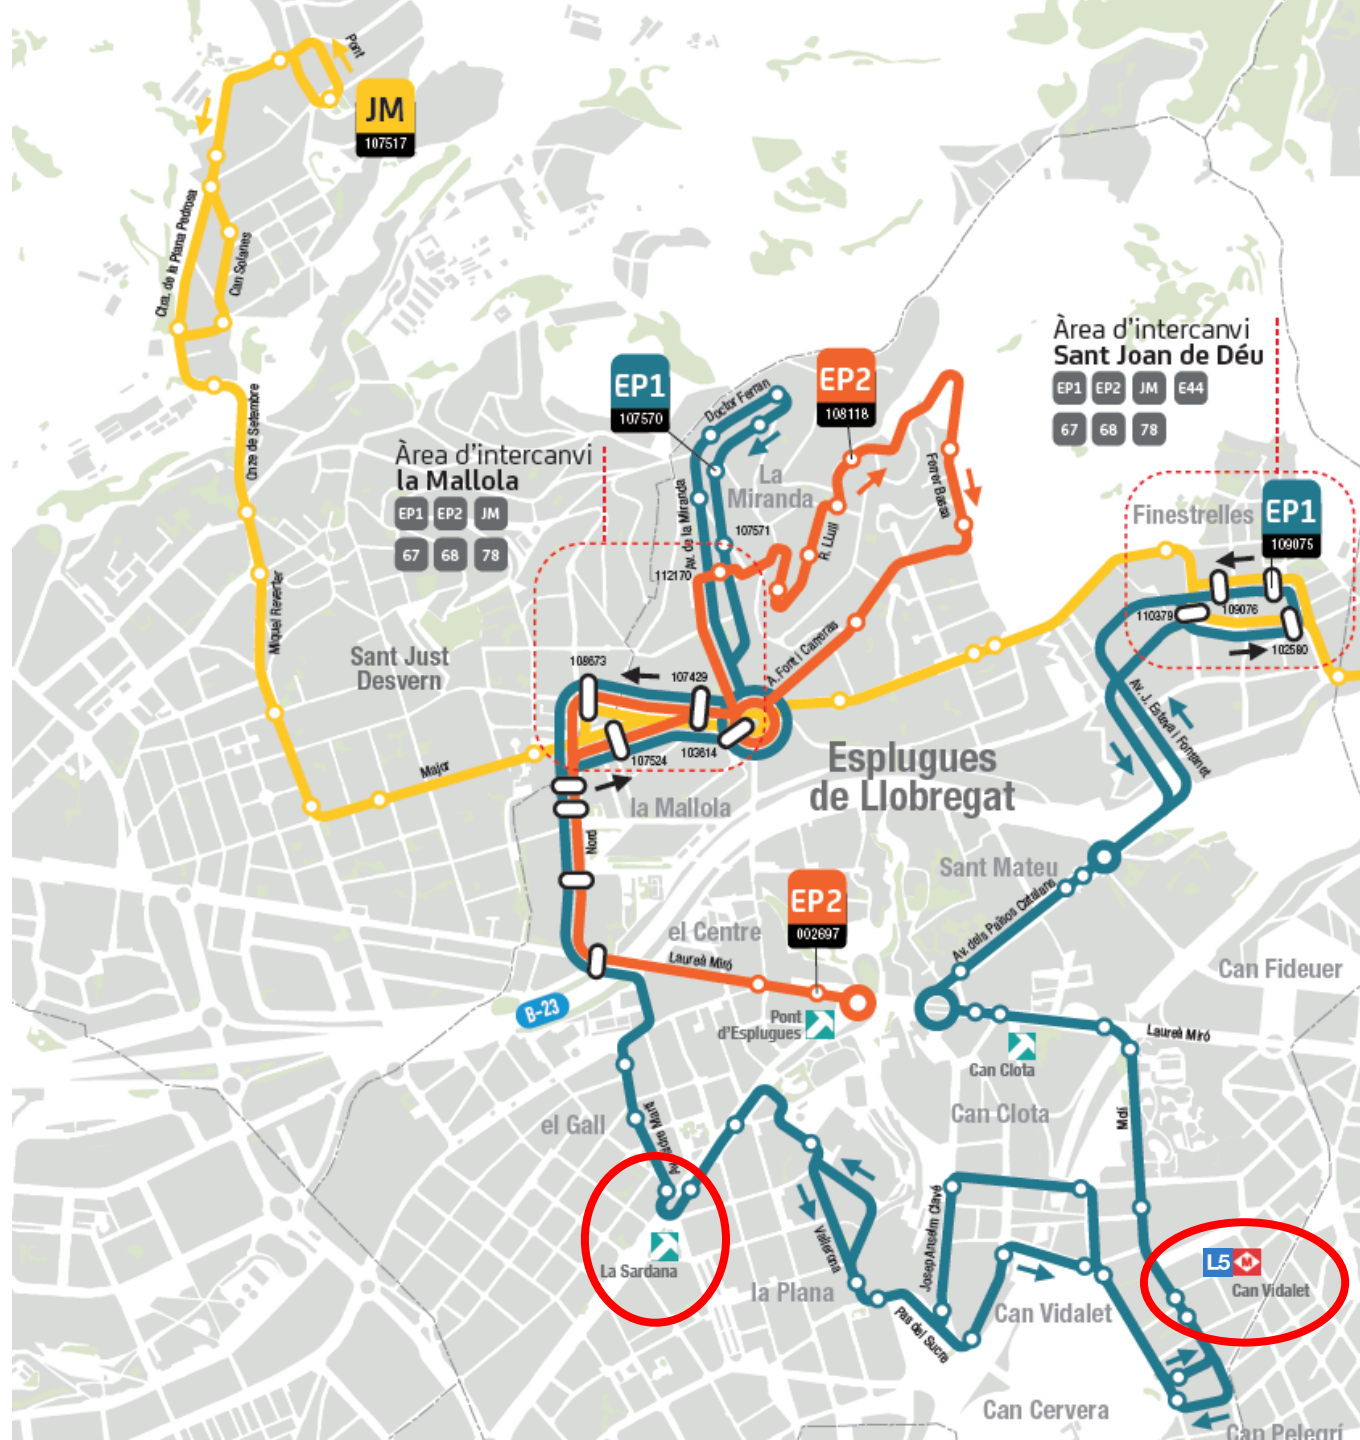 Pont
JM
107517
Ctra. de la Plana Pedrosa
Can Solanes
Onze de Setembre
Miquel Reverter
Major
Sant Just
Desvern
Àrea d'intercanvi
la Mallola
EP1 EP2 JM
67 68 78
EP1
107570
Doctor Ferran
Av. de la Miranda
La
Miranda
107571
112170
EP2
108118
R. Llull
Ferrer Bassa
A. Font i Carreras
Àrea d'intercanvi
Sant Joan de Déu
EP1 EP2 JM E44
67 68 78
Finestrelles
EP1
109075
109076
110379
102580
Av. J. Esteva i Fontanet
108673
107429
103614
107524
la Mallola
Nord
Esplugues
de Llobregat
Sant Mateu
Av. dels Països Catalans
EP2
002697
el Centre
Laureà Miró
B-23
Pont
d'Esplugues
Can Fideuer
Laureà Miró
Can Clota
Can Clota
Molí
el Gall
La Sardana
Vallerona
la Plana
Josep Anselm Clavé
Pas del Sucre
Can Vidalet
L5 M
Can Vidalet
Can Cervera
Can Pelegrí